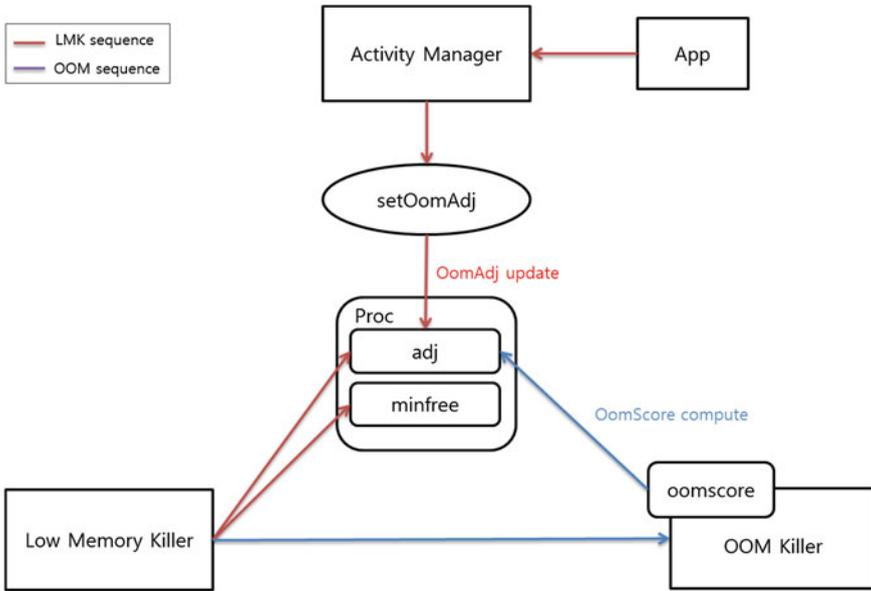 LMK sequence
OOM sequence
Activity Manager
App
setOomAdj
OomAdj update
Proc
adj
minfree
OomScore compute
oomscore
Low Memory Killer
OOM Killer